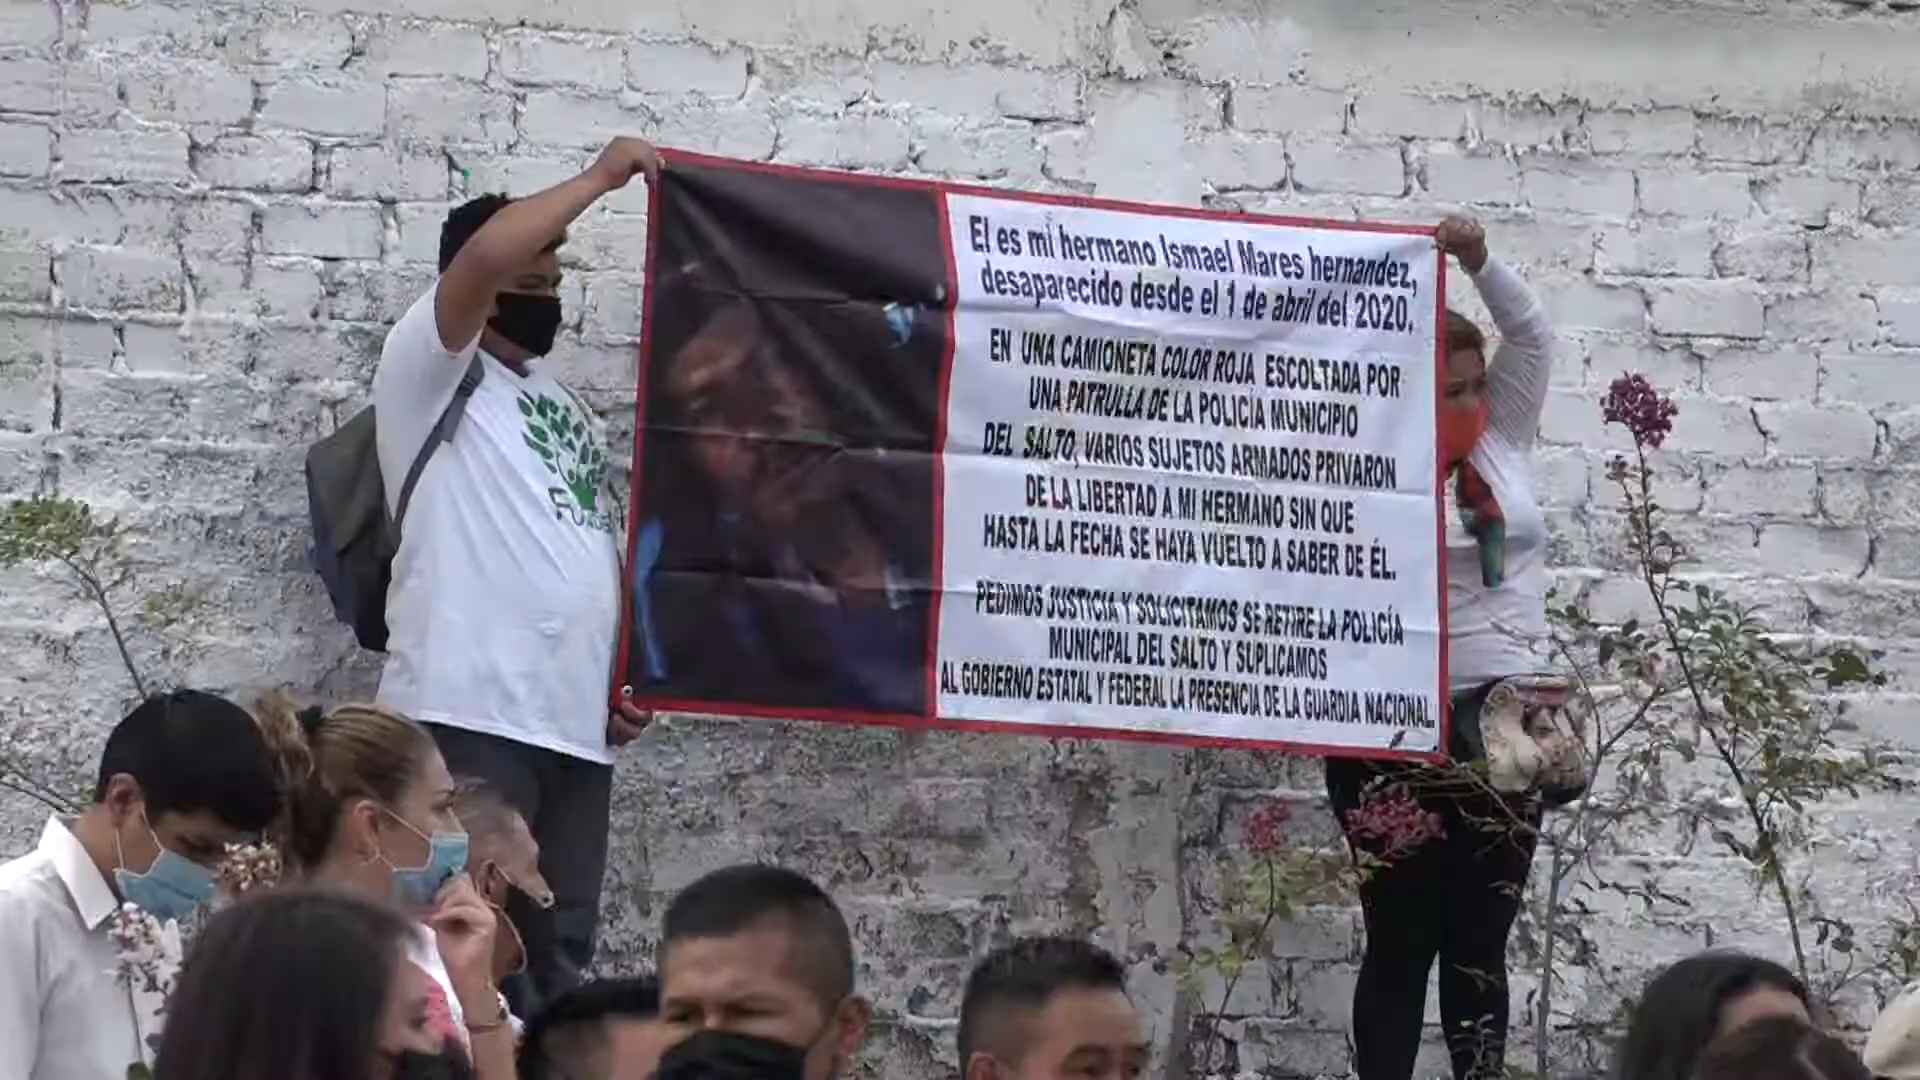 El es mi hermano Ismael Mares hernandez,
desaparecido desde el 1 de abril del 2020.
EN UNA CAMIONETA COLOR ROJA ESCOLTADA POR
UNA PATRULLA DE LA POLICÍA MUNICIPIO
DEL SALTO, VARIOS SUJETOS ARMADOS PRIVARON
DE LA LIBERTAD A MI HERMANO SIN QUE
HASTA LA FECHA SE HAYA VUELTO A SABER DE ÉL.
PEDIMOS JUSTICIA Y SOLICITAMOS SE RETIRE LA POLICÍA
MUNICIPAL DEL SALTO Y SUPLICAMOS
AL GOBIERNO ESTATAL Y FEDERAL LA PRESENCIA DE LA GUARDIA NACIONAL